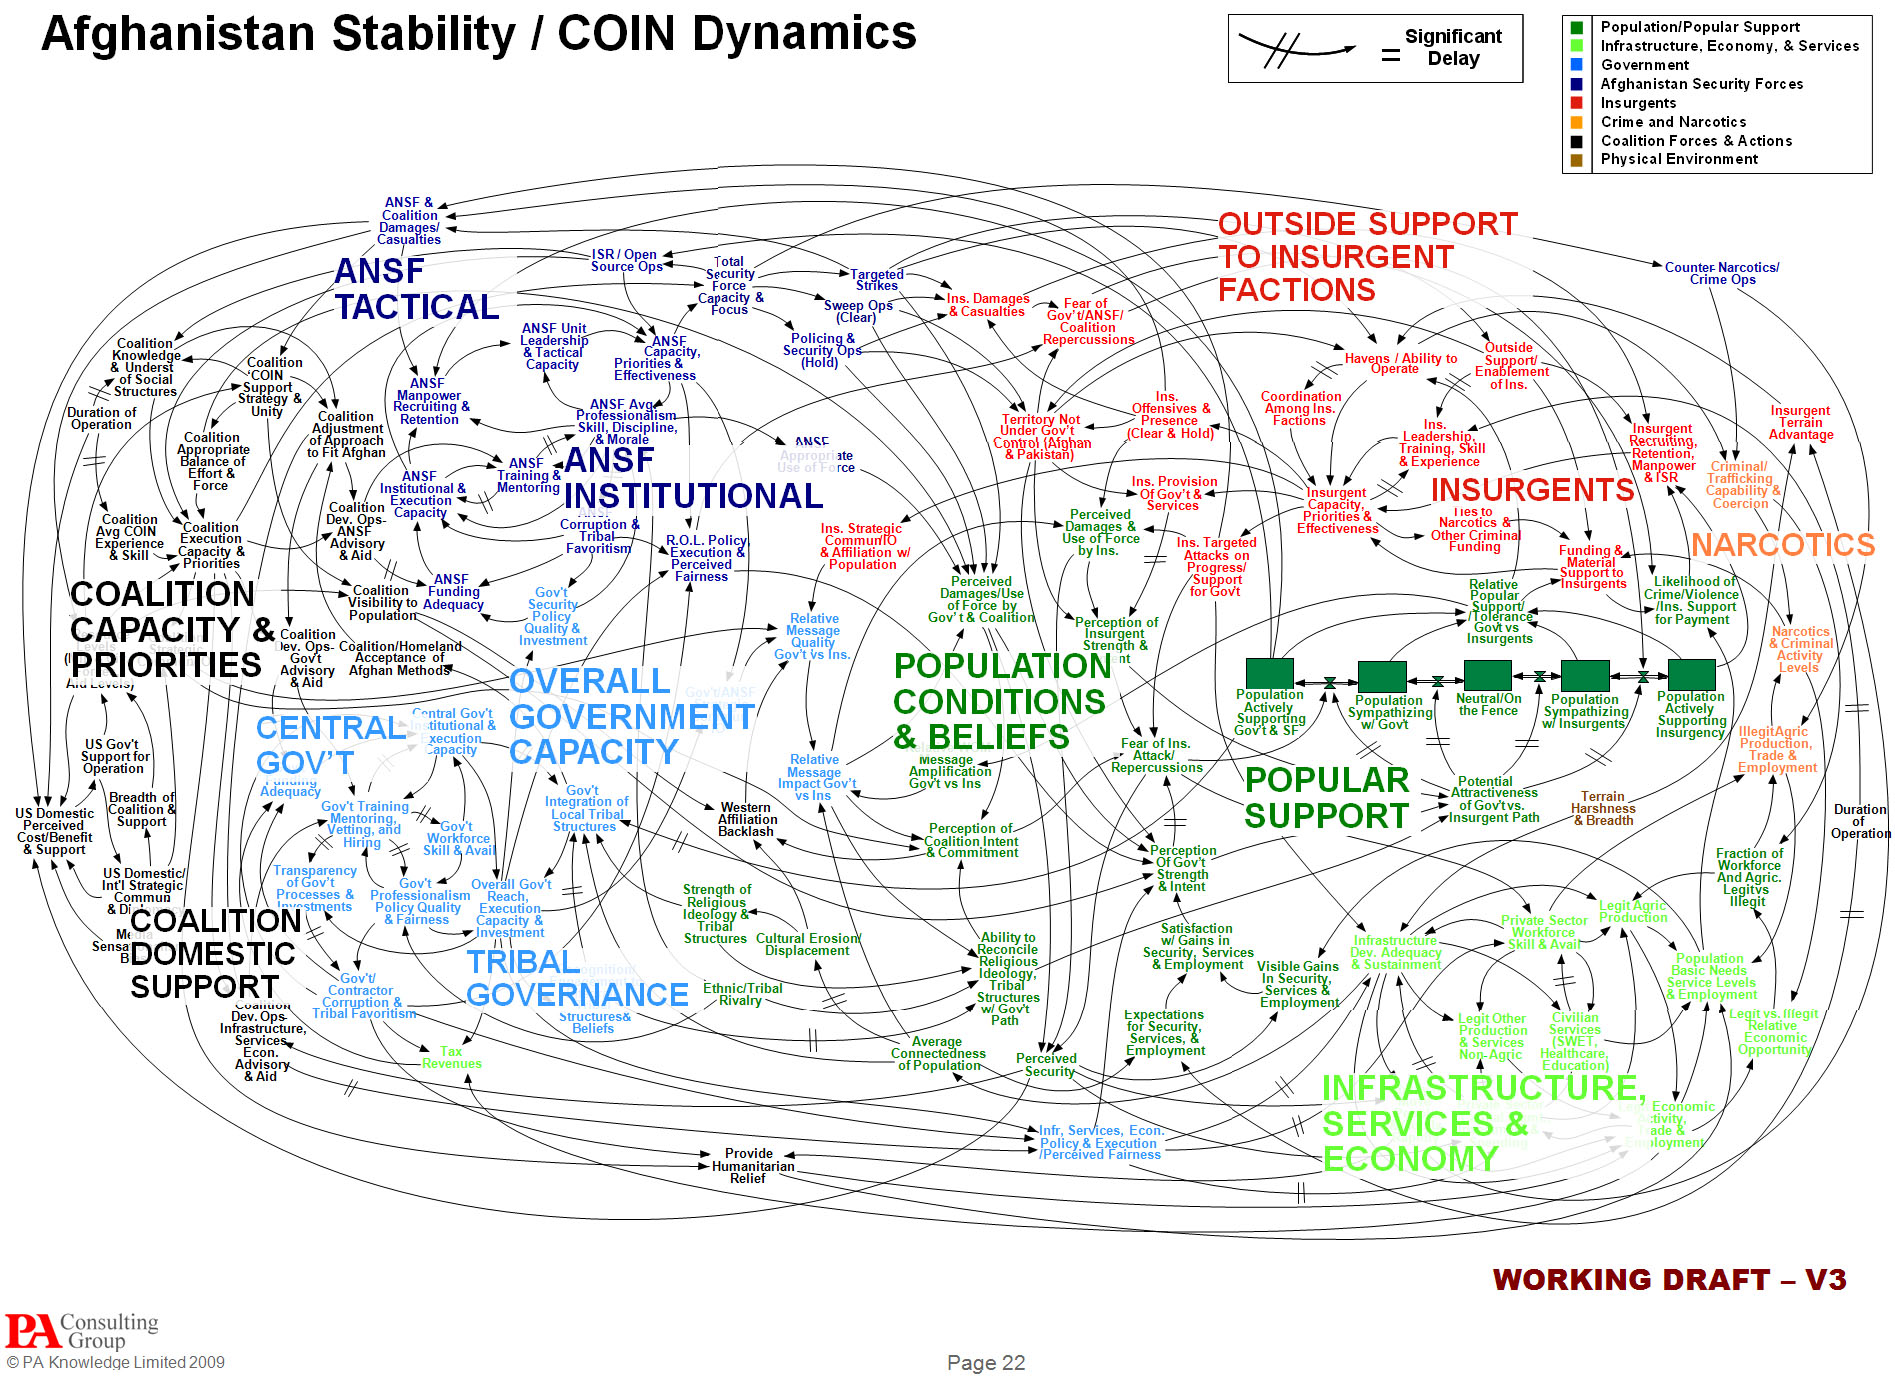 Afghanistan Stability / COIN Dynamics
= Significant
Delay
Population/Popular Support
Infrastructure, Economy, & Services
Government
Afghanistan Security Forces
Insurgents
Crime and Narcotics
Coalition Forces & Actions
Physical Environment
ANSF &
Coalition
Damages/
Casualties
ANSF
TACTICAL
ISR / Open
Source Ops
Total
Security
Force
Capacity &
Focus
Targeted
Strikes
Sweep Ops
(Clear)
Policing &
Security Ops
(Hold)
Ins. Damages
& Casualties
Fear of
Gov't/ANSF/
Coalition
Repercussions
OUTSIDE SUPPORT
TO INSURGENT
FACTIONS
Counter Narcotics/
Crime Ops
Coalition
Knowledge
& Underst
of Social
Structures
Coalition
COIN
Support
Strategy &
Unity
Duration of
Operation
Coalition
Appropriate
Balance of
Effort &
Force
Coalition
Adjustment
of Approach
to Fit Afghan
ANSF Unit
Leadership
& Tactical
Capacity
ANSF
Capacity,
Priorities &
Effectiveness
ANSF
Manpower
Recruiting &
Retention
ANSF Avg
Professionalism
Skill, Discipline,
& Morale
ANSF
Use of Force
ANSF
INSTITUTIONAL
ANSF
Institutional &
Execution
Capacity
ANSF
Training &
Mentoring
Corruption &
Tribal
Favoritism
R.O.L. Policy,
Execution &
Perceived
Fairness
ANSF
Funding
Adequacy
Coalition
Avg COIN
Experience
& Skill
Coalition
Execution
Capacity &
Priorities
Coalition
Dev. Ops-
ANSF
Advisory
& Aid
Coalition
Visibility to
Population
COALITION
CAPACITY &
PRIORITIES
Coalition
Dev. Ops-
Gov't
Advisory
& Aid
Coalition/Homeland
Acceptance of
Afghan Methods
Territory Not
Under Gov't
Control (Afghan
& Pakistan)
Ins.
Offensives &
Presence
(Clear & Hold)
Havens / Ability to
Operate
Outside
Support/
Enablement
of Ins.
Coordination
Among Ins.
Factions
Ins.
Leadership,
Training, Skill
& Experience
Insurgent
Recruiting,
Retention,
Manpower
& ISR
Insurgent
Terrain
Advantage
Criminal/
Trafficking
Capability &
Coercion
INSURGENTS
Ins. Provision
Of Gov't &
Services
Insurgent
Capacity,
Priorities &
Effectiveness
Ties to
Narcotics &
Other Criminal
Funding
Funding &
Material
Support to
Insurgents
NARCOTICS
Ins. Strategic
Commun/IO
& Affiliation w/
Population
Perceived
Damages &
Use of Force
by Ins.
Ins. Targeted
Attacks on
Progress/
Support
for Gov't
Relative
Popular
Support/
Tolerance
Gov't vs
Insurgents
Likelihood of
Crime/Violence
/Ins. Support
for Payment
Narcotics
& Criminal
Activity
Levels
Gov't
Security
Policy
Quality &
Investment
Relative
Message
Quality
Gov't vs Ins.
Perceived
Damages/Use
of Force by
Gov't & Coalition
Perception of
Insurgent
Strength &
OVERALL
GOVERNMENT
CAPACITY
Gov't/ANSF
POPULATION
CONDITIONS
& BELIEFS
Population
Actively
Supporting
Gov't & SF
Population
Sympathizing
w/ Gov't
Neutral/On
the Fence
Population
Sympathizing
w/ Insurgents
Population
Actively
Supporting
Insurgency
CENTRAL
GOV'T
Central Gov't
Institutional &
Execution
Capacity
Adequacy
US Gov't
Support for
Operation
Breadth of
Coalition &
Support
US Domestic
Perceived
Cost/Benefit
& Support
Gov't Training
Mentoring,
Vetting, and
Hiring
Gov't
Workforce
Skill & Avail
Gov't
Integration of
Local Tribal
Structures
Western
Affiliation
Backlash
Relative
Message
Impact Gov't
vs Ins
Message
Amplification
Gov't vs Ins
Fear of Ins.
Attack/
Repercussions
POPULAR
SUPPORT
Potential
Attractiveness
of Gov't vs.
Insurgent Path
Terrain
Harshness
& Breadth
Illegit Agric
Production,
Trade &
Employment
Duration
of
Operation
Perception of
Coalition Intent
& Commitment
Perception
Of Gov't
Strength
& Intent
Fraction of
Workforce
And Agric.
Legit vs
Illegit
US Domestic/
Int'l Strategic
Commun
COALITION
DOMESTIC
SUPPORT
Transparency
of Gov't
Processes &
Investments
Gov't
Professionalism
Policy Quality
& Fairness
Overall Gov't
Reach,
Execution
Capacity &
Investment
Strength of
Religious
Ideology &
Tribal
Structures
Cultural Erosion/
Displacement
Ethnic/Tribal
Rivalry
Ability to
Reconcile
Religious
Ideology,
Tribal
Structures
w/ Gov't
Path
Satisfaction
w/ Gains in
Security, Services
& Employment
Visible Gains
In Security,
Services &
Employment
Infrastructure
Dev. Adequacy
& Sustainment
Private Sector
Workforce
Skill & Avail
Legit Agric
Production
Population
Basic Needs
Service Levels
& Employment
TRIBAL
GOVERNANCE
Structures&
Beliefs
Gov't/
Contractor
Corruption &
Tribal Favoritism
Coalition
Dev. Ops-
Infrastructure,
Services
Econ.
Advisory
& Aid
Tax
Revenues
Average
Connectedness
of Population
Perceived
Security
Expectations
for Security,
Services, &
Employment
Legit Other
Production
& Services
Non-Agric
Civilian
Services
(SWET,
Healthcare,
Education)
Legit vs. Illegit
Relative
Economic
Opportunity
INFRASTRUCTURE,
SERVICES &
ECONOMY
Economic
Activity,
Trade &
Employment
Infr, Services, Econ.
Policy & Execution
/Perceived Fairness
Provide
Humanitarian
Relief
WORKING DRAFT – V3
PA Consulting
Group
© PA Knowledge Limited 2009
Page 22